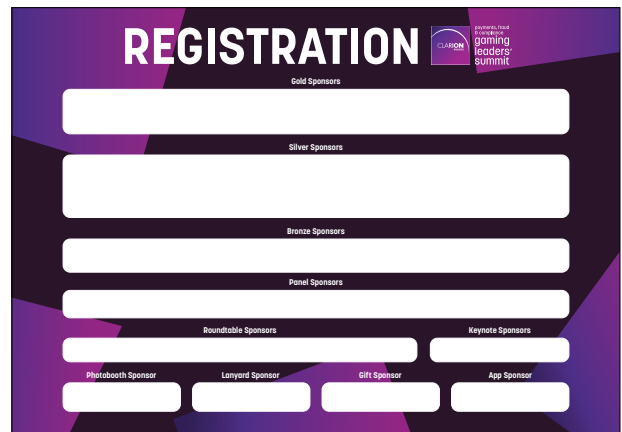 REGISTRATION
CLARION
payments, fraud
& compliance
gaming
leaders'
summit
Gold Sponsors
Silver Sponsors
Bronze Sponsors
Panel Sponsors
Roundtable Sponsors
Keynote Sponsors
Photobooth Sponsor
Lanyard Sponsor
Gift Sponsor
App Sponsor